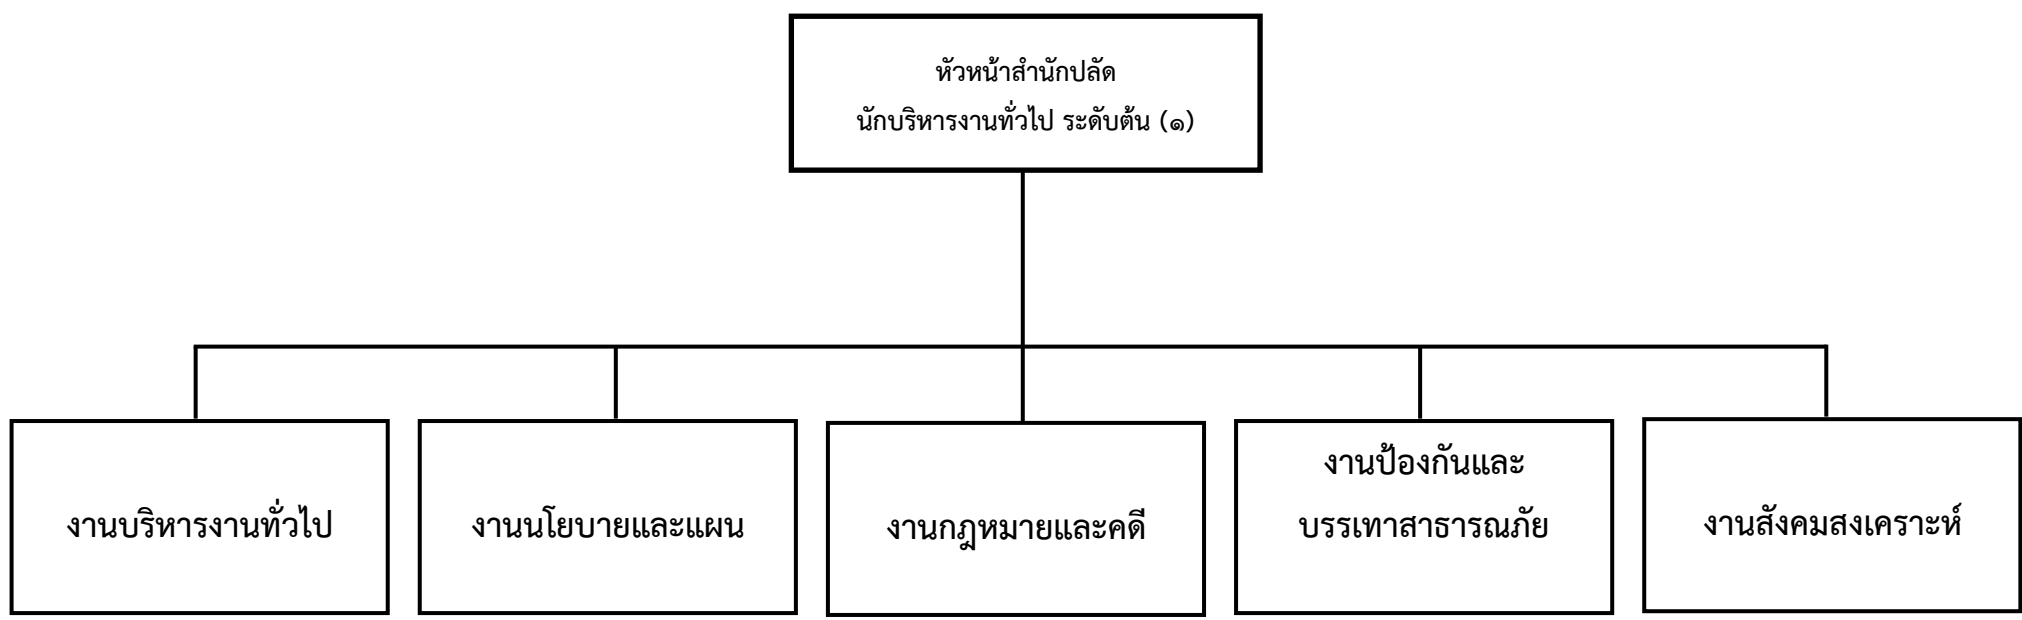 หัวหน้าสำนักปลัด
นักบริหารงานทั่วไป ระดับต้น (๑)
งานบริหารงานทั่วไป
งานนโยบายและแผน
งานกฎหมายและคดี
งานป้องกันและ
บรรเทาสาธารณภัย
งานสังคมสงเคราะห์